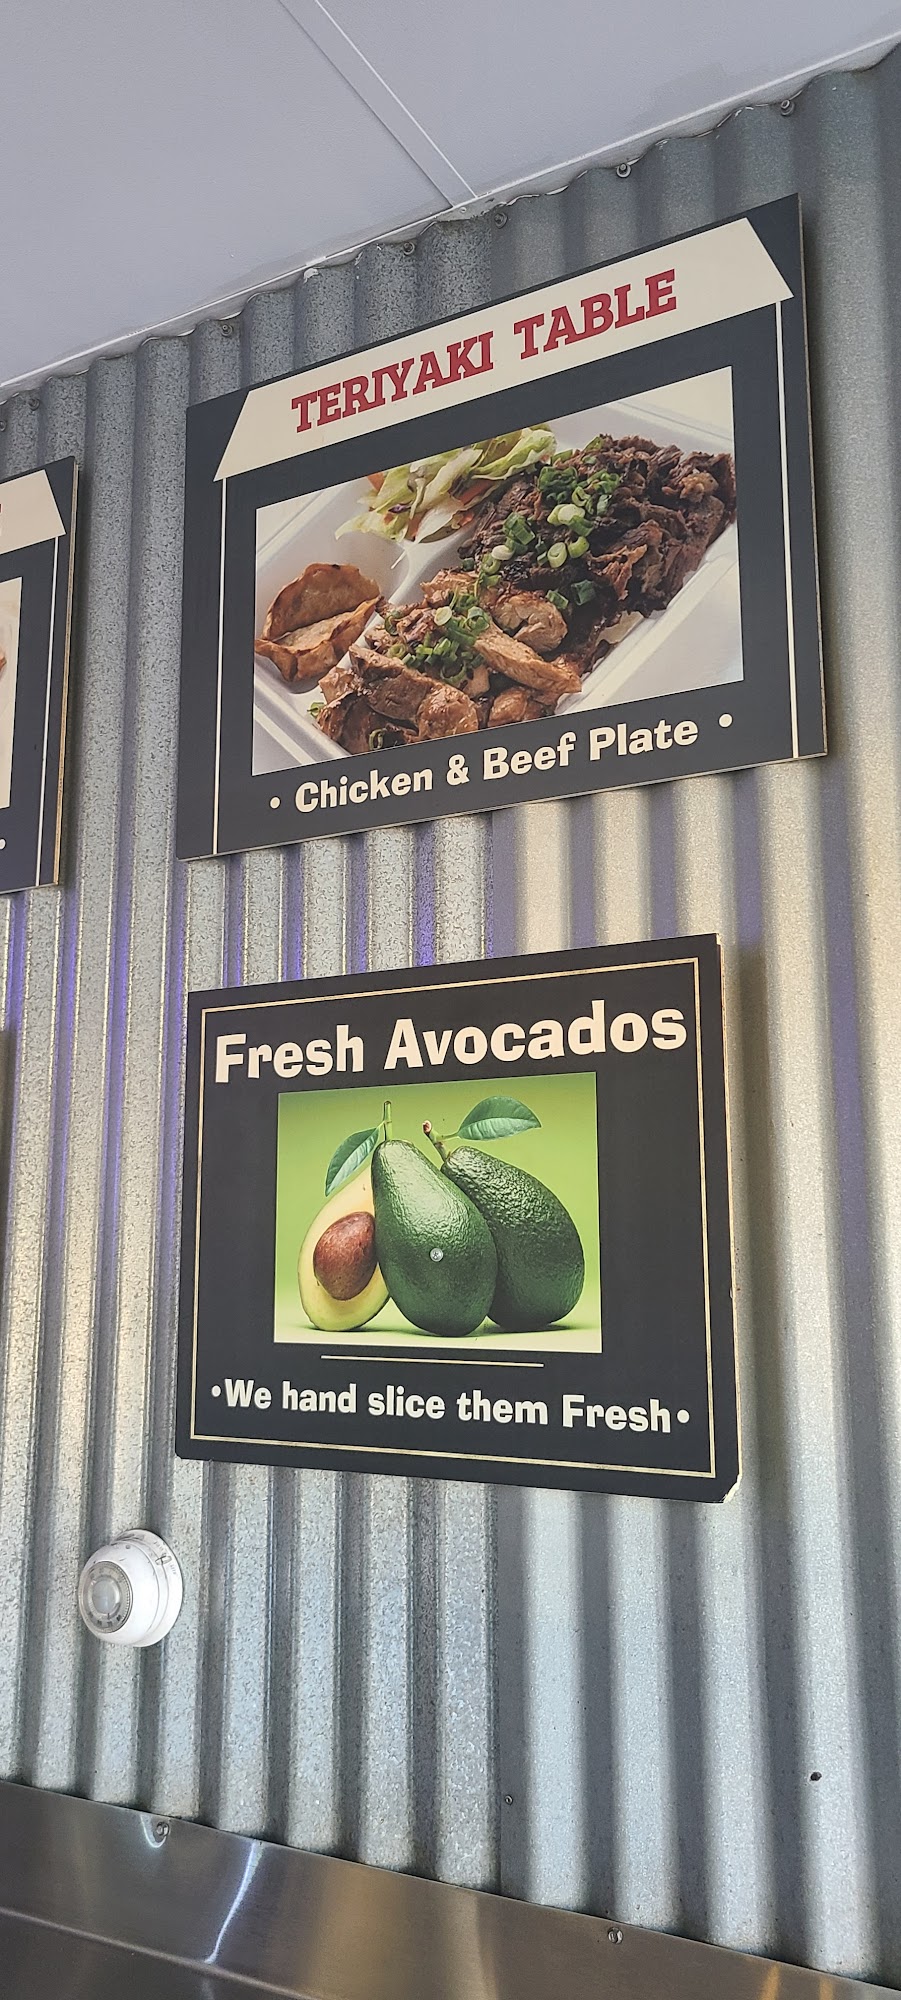 TERIYAKI TABLE
• Chicken & Beef Plate •
Fresh Avocados
•We hand slice them Fresh•